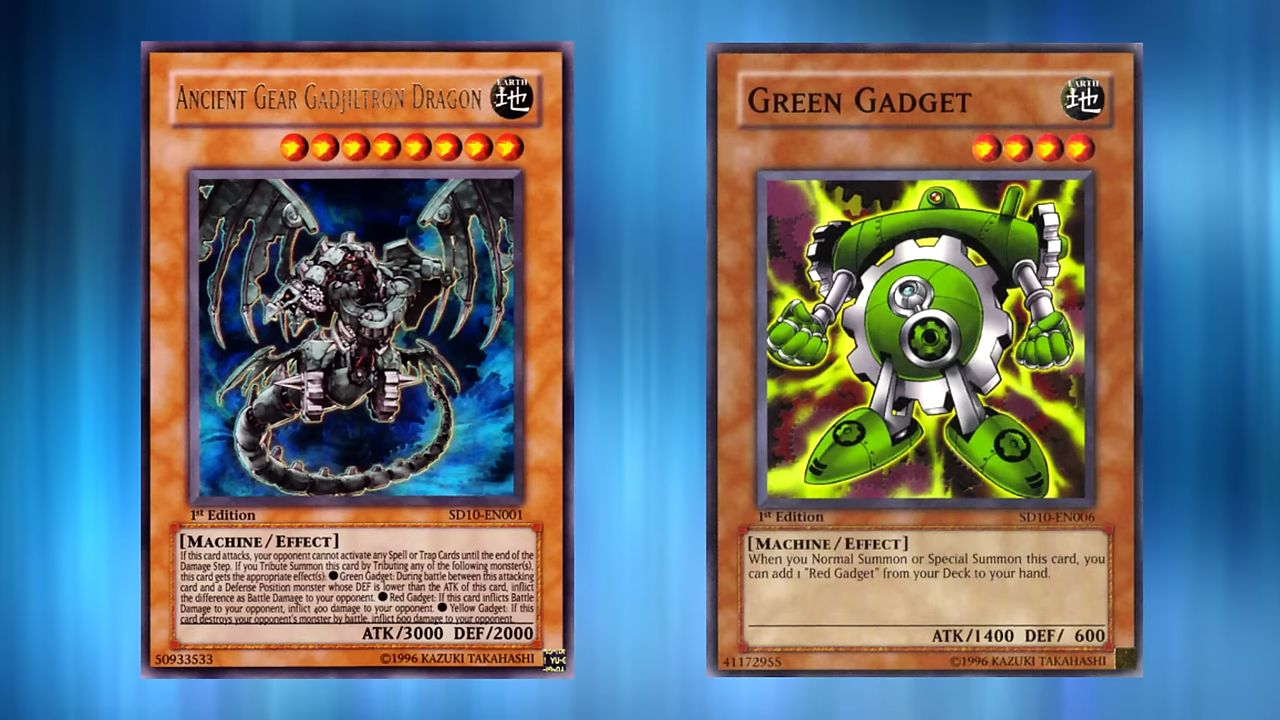 ANCIENT GEAR GADJILTRON DRAGON
EARTH
地
1st Edition
SD10-EN001
[MACHINE/EFFECT]
If this card attacks, your opponent cannot activate any Spell or Trap Cards until the end of the
Damage Step. If you Tribute Summon this card by Tributing any of the following monster(s),
this card gets the appropriate effect(s): ●Green Gadget: During battle between this attacking
card and a Defense Position monster whose DEF is lower than the ATK of this card, inflict
the difference as Battle Damage to your opponent. ●Red Gadget: If this card inflicts Battle
Damage to your opponent, inflict 400 damage to your opponent. ●Yellow Gadget: If this
card destroys your opponent's monster by battle, inflict 600 damage to your opponent.
ATK/3000 DEF/2000
50933533
©1996 KAZUKI TAKAHASHI
GREEN GADGET
EARTH
地
1st Edition
SD10-EN006
[MACHINE/EFFECT]
When you Normal Summon or Special Summon this card, you
can add 1 "Red Gadget" from your Deck to your hand.
ATK/1400 DEF/ 600
41172955
©1996 KAZUKI TAKAHASHI